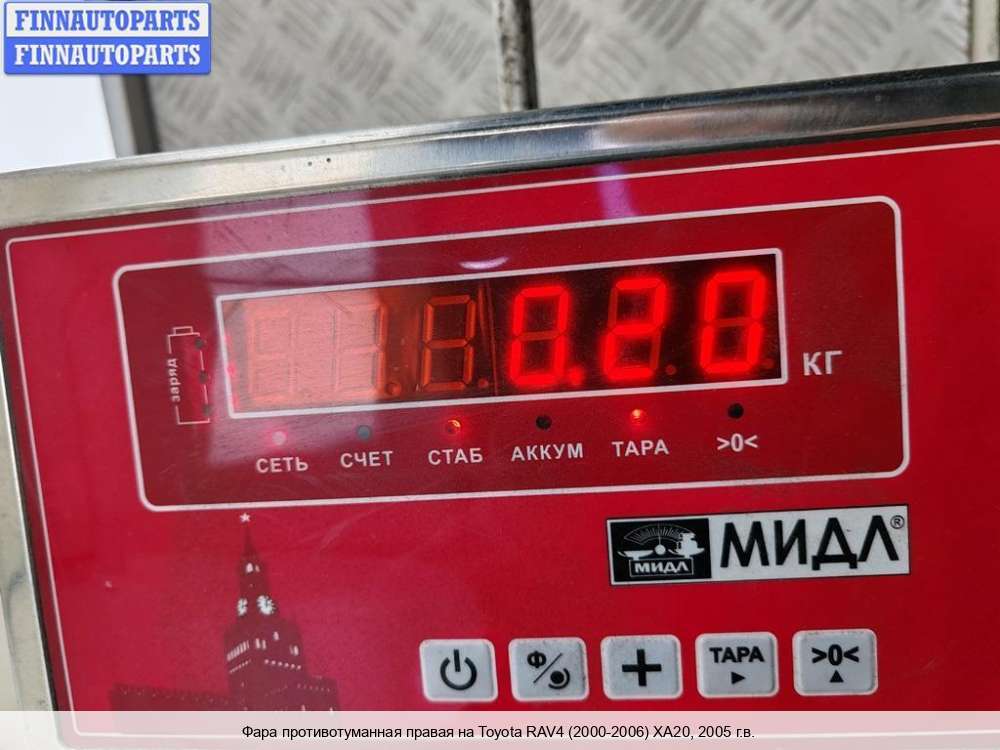 FINNAUTOPARTS
FINNAUTOPARTS
заряд
0.20
КГ
СЕТЬ СЧЕТ СТАБ АККУМ ТАРА >0<
МИДЛ МИДЛ®
Ф + ТАРА >0<
Фара противотуманная правая на Toyota RAV4 (2000-2006) XA20, 2005 г.в.